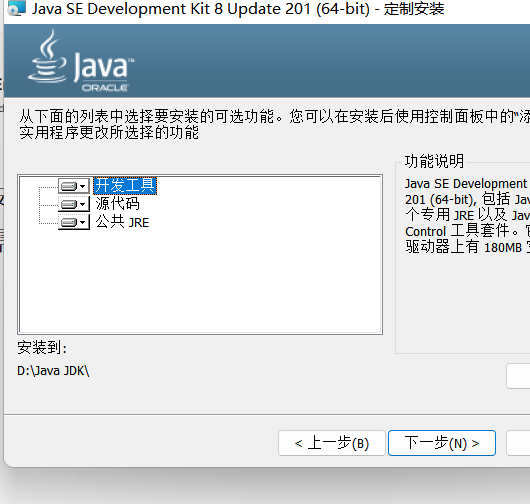 Java SE Development Kit 8 Update 201 (64-bit) - 定制安装
Java™
ORACLE
从下面的列表中选择要安装的可选功能。您可以在安装后使用控制面板中的“添
实用程序更改所选择的功能
开发工具
源代码
公共 JRE
功能说明
Java SE Development
201 (64-bit), 包括 Jav
个专用 JRE 以及 Jav
Control 工具套件。它
驱动器上有 180MB
安装到:
D:\Java JDK\
< 上一步(B)
下一步(N) >